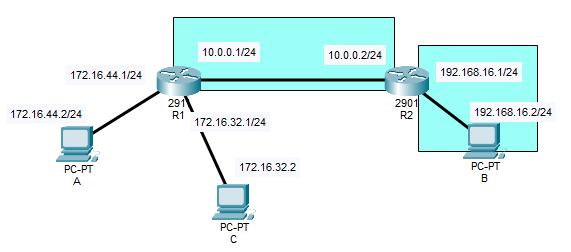 10.0.0.1/24
10.0.0.2/24
172.16.44.1/24
192.168.16.1/24
291
R1
2901
R2
172.16.44.2/24
172.16.32.1/24
192.168.16.2/24
PC-PT
A
172.16.32.2
PC-PT
B
PC-PT
C